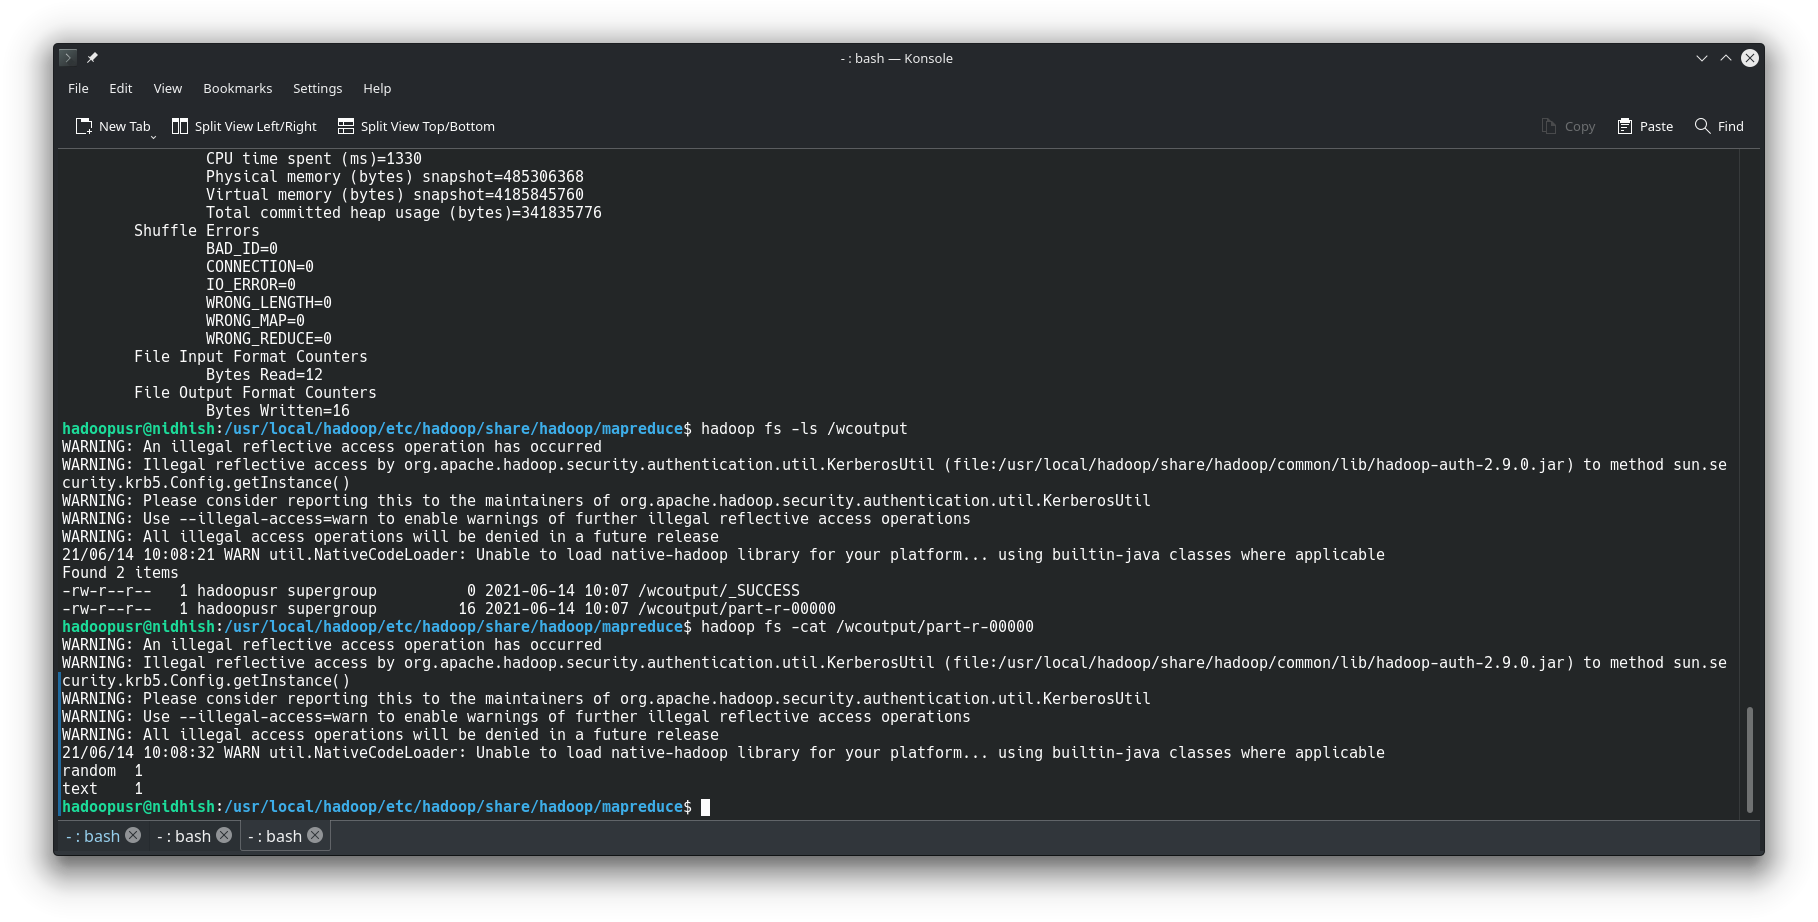 - : bash — Konsole
File Edit View Bookmarks Settings Help
New Tab Split View Left/Right Split View Top/Bottom Copy Paste Find
CPU time spent (ms)=1330
Physical memory (bytes) snapshot=485306368
Virtual memory (bytes) snapshot=4185845760
Total committed heap usage (bytes)=341835776
Shuffle Errors
BAD_ID=0
CONNECTION=0
IO_ERROR=0
WRONG_LENGTH=0
WRONG_MAP=0
WRONG_REDUCE=0
File Input Format Counters
Bytes Read=12
File Output Format Counters
Bytes Written=16
hadoopusr@nidhish:/usr/local/hadoop/etc/hadoop/share/hadoop/mapreduce$ hadoop fs -ls /wcoutput
WARNING: An illegal reflective access operation has occurred
WARNING: Illegal reflective access by org.apache.hadoop.security.authentication.util.KerberosUtil (file:/usr/local/hadoop/share/hadoop/common/lib/hadoop-auth-2.9.0.jar) to method sun.se
curity.krb5.Config.getInstance()
WARNING: Please consider reporting this to the maintainers of org.apache.hadoop.security.authentication.util.KerberosUtil
WARNING: Use --illegal-access=warn to enable warnings of further illegal reflective access operations
WARNING: All illegal access operations will be denied in a future release
21/06/14 10:08:21 WARN util.NativeCodeLoader: Unable to load native-hadoop library for your platform... using builtin-java classes where applicable
Found 2 items
-rw-r--r--   1 hadoopusr supergroup          0 2021-06-14 10:07 /wcoutput/_SUCCESS
-rw-r--r--   1 hadoopusr supergroup         16 2021-06-14 10:07 /wcoutput/part-r-00000
hadoopusr@nidhish:/usr/local/hadoop/etc/hadoop/share/hadoop/mapreduce$ hadoop fs -cat /wcoutput/part-r-00000
WARNING: An illegal reflective access operation has occurred
WARNING: Illegal reflective access by org.apache.hadoop.security.authentication.util.KerberosUtil (file:/usr/local/hadoop/share/hadoop/common/lib/hadoop-auth-2.9.0.jar) to method sun.se
curity.krb5.Config.getInstance()
WARNING: Please consider reporting this to the maintainers of org.apache.hadoop.security.authentication.util.KerberosUtil
WARNING: Use --illegal-access=warn to enable warnings of further illegal reflective access operations
WARNING: All illegal access operations will be denied in a future release
21/06/14 10:08:32 WARN util.NativeCodeLoader: Unable to load native-hadoop library for your platform... using builtin-java classes where applicable
random  1
text    1
hadoopusr@nidhish:/usr/local/hadoop/etc/hadoop/share/hadoop/mapreduce$
- : bash - : bash - : bash